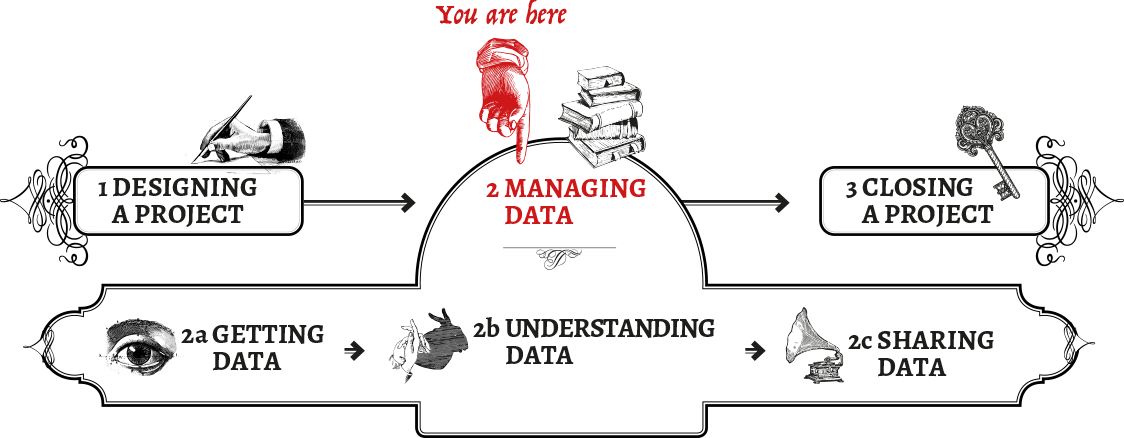 You are here
1 DESIGNING
A PROJECT
2 MANAGING
DATA
3 CLOSING
A PROJECT
2a GETTING
DATA
2b UNDERSTANDING
DATA
2c SHARING
DATA